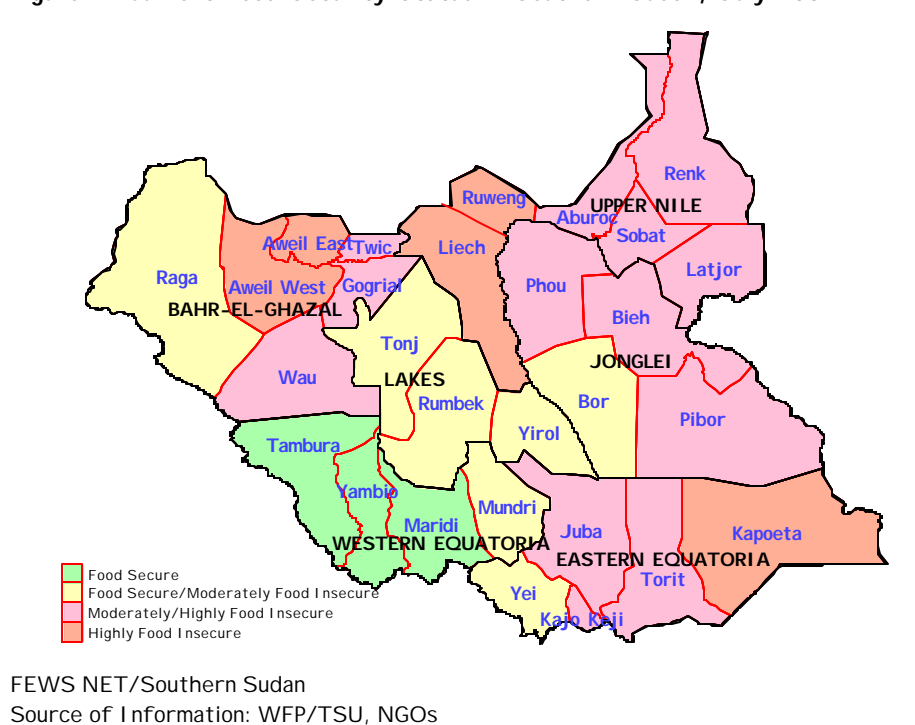 Renk
Ruweng
UPPER NILE
Aburoc
Sobat
Aweil East
Twic
Liech
Latjor
Raga
Aweil West
Gogrial
Phou
BAHR-EL-GHAZAL
Bieh
Tonj
JONGLEI
Wau
LAKES
Rumbek
Bor
Pibor
Yirol
Tambura
Yambio
Mundri
Maridi
Juba
Kapoeta
WESTERN EQUATORIA
EASTERN EQUATORIA
Torit
Yei
Kajo Keji
Food Secure
Food Secure/Moderately Food Insecure
Moderately/Highly Food Insecure
Highly Food Insecure
FEWS NET/Southern Sudan
Source of Information: WFP/TSU, NGOs